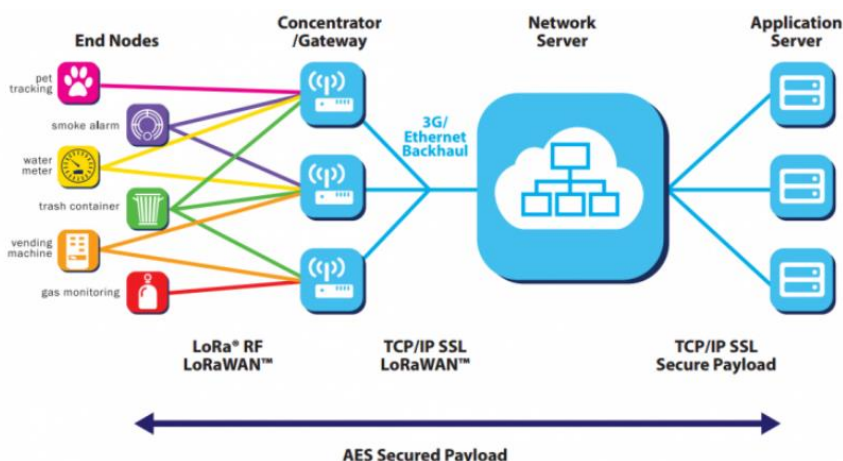 End Nodes
Concentrator
/Gateway
Network
Server
Application
Server
pet
tracking
smoke alarm
water
meter
trash container
vending
machine
gas monitoring
3G/
Ethernet
Backhaul
LoRa® RF
LoRaWAN™
TCP/IP SSL
LoRaWAN™
TCP/IP SSL
Secure Payload
AES Secured Payload